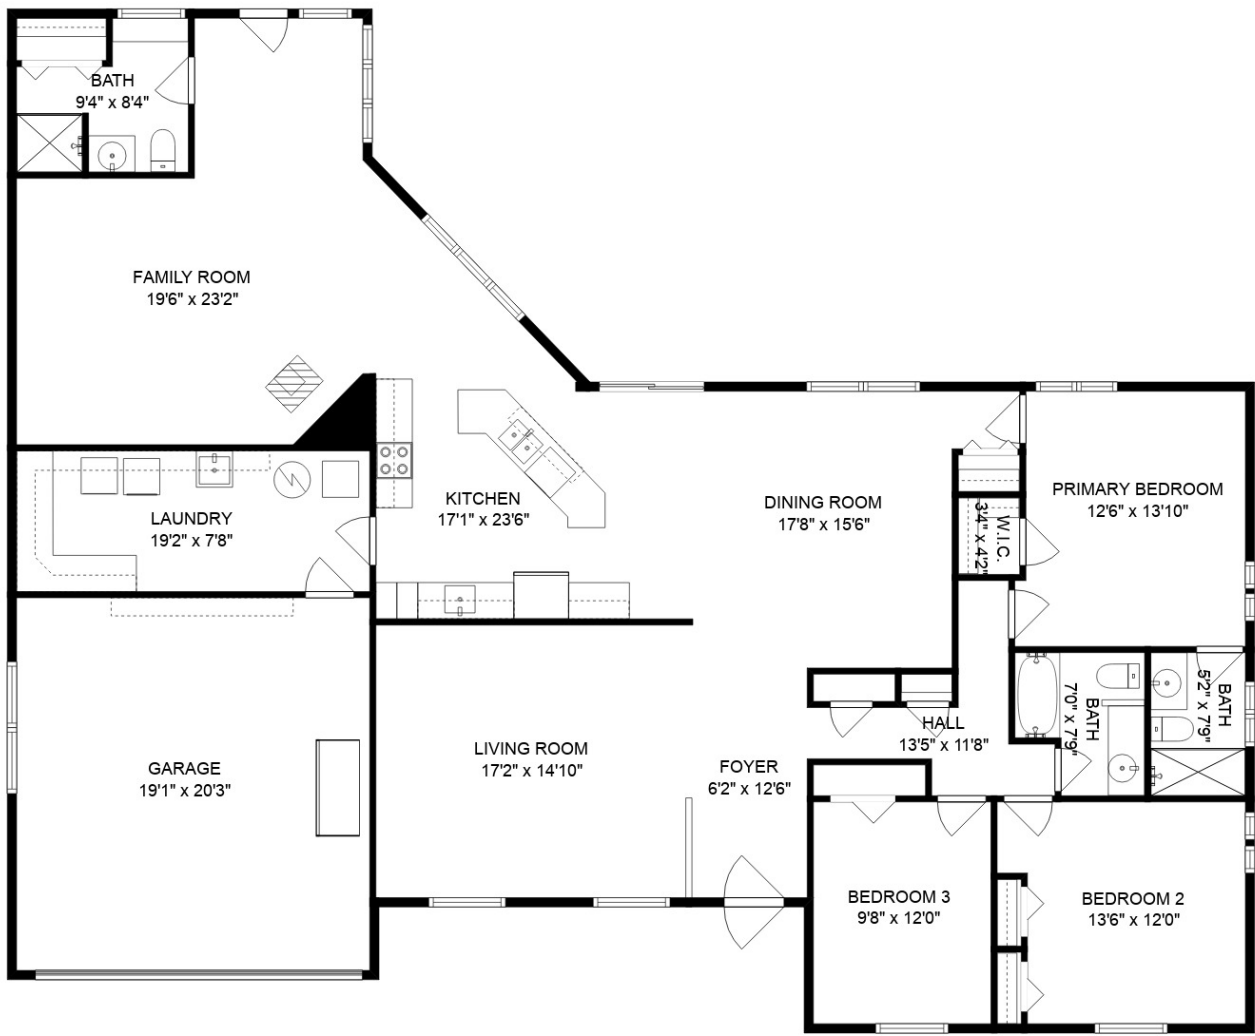 BATH
9'4" x 8'4"
FAMILY ROOM
19'6" x 23'2"
KITCHEN
17'1" x 23'6"
LAUNDRY
19'2" x 7'8"
DINING ROOM
17'8" x 15'6"
W.I.C.
3'4" x 4'2"
PRIMARY BEDROOM
12'6" x 13'10"
BATH
7'0" x 7'9"
BATH
5'2" x 7'9"
HALL
13'5" x 11'8"
LIVING ROOM
17'2" x 14'10"
FOYER
6'2" x 12'6"
GARAGE
19'1" x 20'3"
BEDROOM 3
9'8" x 12'0"
BEDROOM 2
13'6" x 12'0"